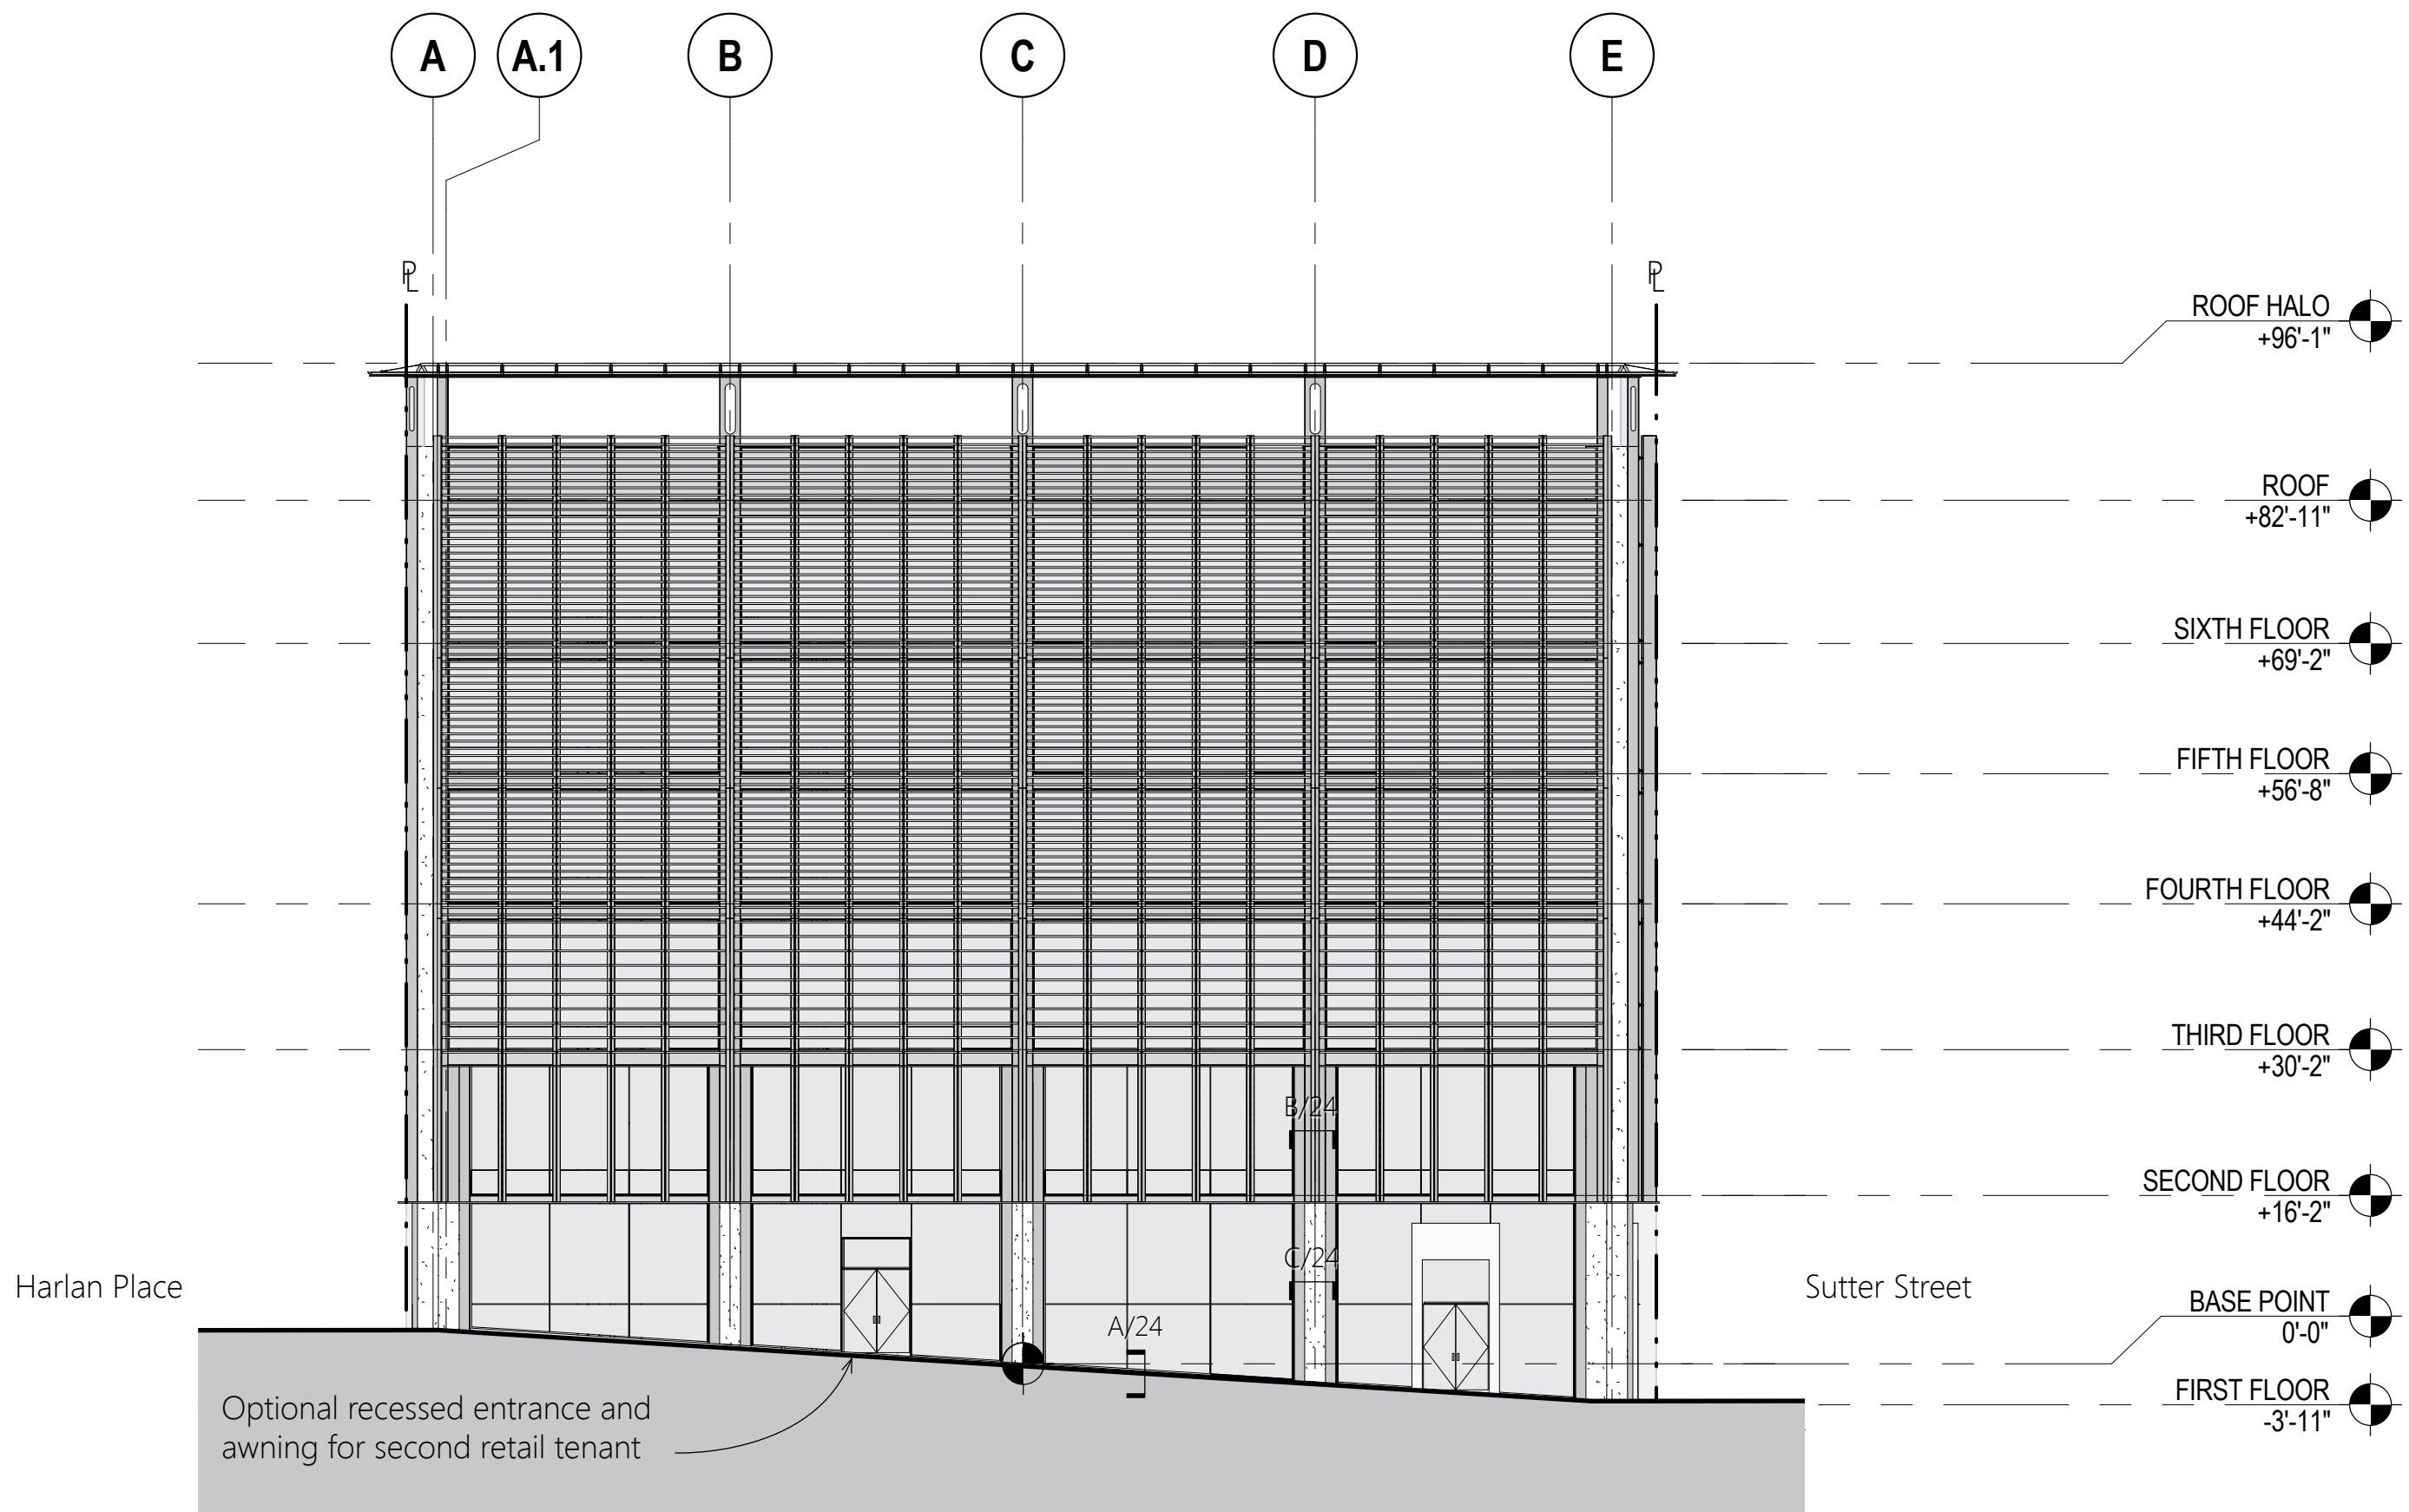 A
A.1
B
C
D
E
PL
PL
ROOF HALO
+96'-1"
ROOF
+82'-11"
SIXTH FLOOR
+69'-2"
FIFTH FLOOR
+56'-8"
FOURTH FLOOR
+44'-2"
THIRD FLOOR
+30'-2"
B/24
SECOND FLOOR
+16'-2"
C/24
Harlan Place
Sutter Street
BASE POINT
0'-0"
A/24
FIRST FLOOR
-3'-11"
Optional recessed entrance and
awning for second retail tenant